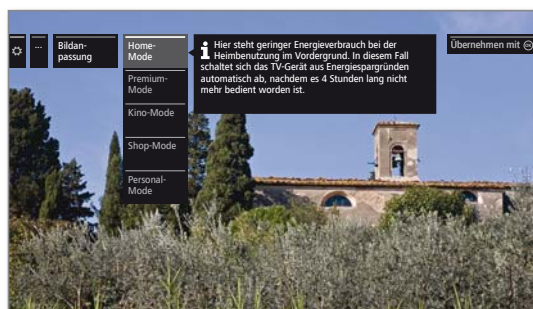 ...
Bildan-
passung
Home-
Mode
Premium-
Mode
Kino-Mode
Shop-Mode
Personal-
Mode
i Hier steht geringer Energieverbrauch bei der
Heimbenutzung im Vordergrund. In diesem Fall
schaltet sich das TV-Gerät aus Energiespargründen
automatisch ab, nachdem es 4 Stunden lang nicht
mehr bedient worden ist.
Übernehmen mit OK